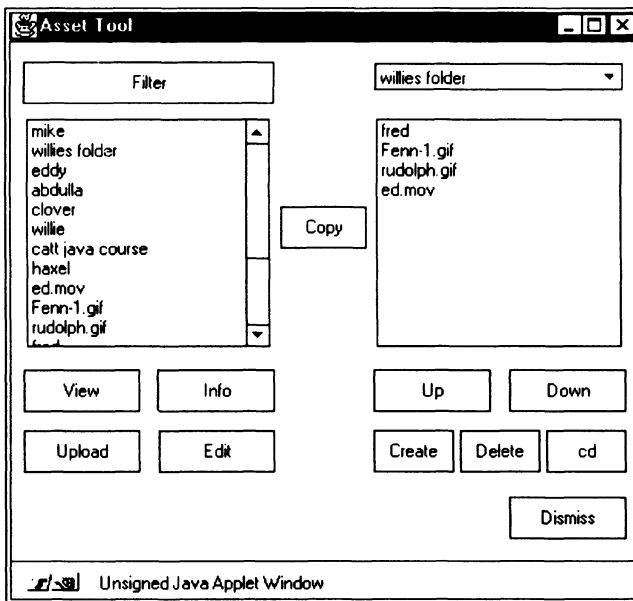 Asset Tool
Filter
willies folder
mike
willies folder
eddy
abdulla
clover
willie
catt java course
haxel
ed.mov
Fenn-1.gif
rudolph.gif
fred
Copy
fred
Fenn-1.gif
rudolph.gif
ed.mov
View
Info
Up
Down
Upload
Edit
Create
Delete
cd
Dismiss
Unsigned Java Applet Window